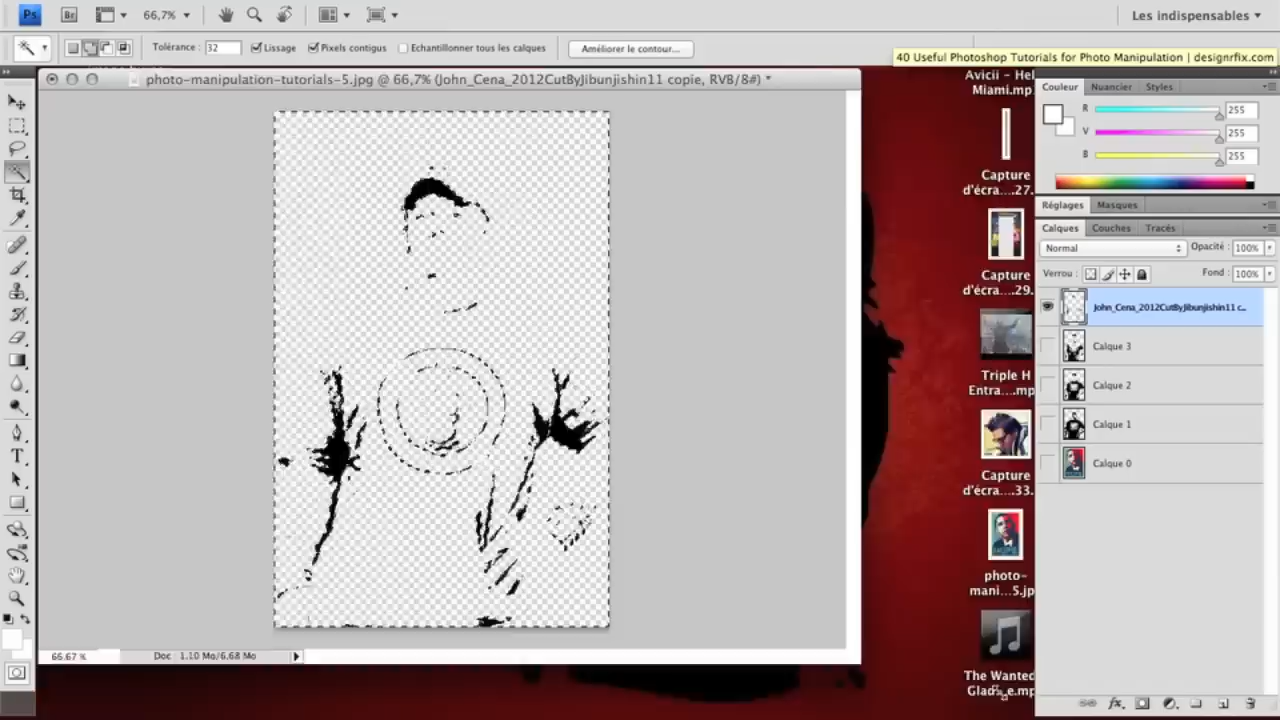 Ps
Br
66,7%
Les indispensables
Tolérance : 32
Lissage
Pixels contigus
Echantillonner tous les calques
Améliorer le contour...
40 Useful Photoshop Tutorials for Photo Manipulation | designrfix.com
photo-manipulation-tutorials-5.jpg @ 66,7% (John_Cena_2012CutByJibunjishin11 copie, RVB/8#) *
Avicii – Hel
Miami.mp
Capture
d'écra....27.
Capture
d'écra....29.
Triple H
Entra....mp
Capture
d'écra....33.
photo-
mani...5.jp
The Wanted
Couleur
Nuancier
Styles
R
255
V
255
B
255
Réglages
Masques
Calques
Couches
Tracés
Normal
Opacité : 100%
Verrou :
Fond : 100%
John_Cena_2012CutByJibunjishin11 c...
Calque 3
Calque 2
Calque 1
Calque 0
66.67 %
Doc : 1.10 Mo/6.68 Mo